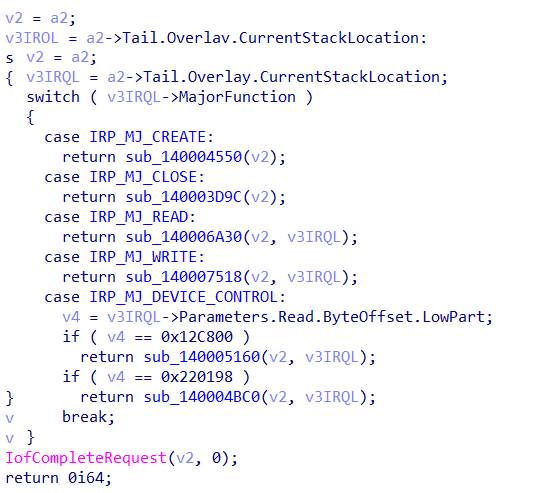 v2 = a2;
v3IROL = a2->Tail.Overlav.CurrentStackLocation:
s v2 = a2;
{ v3IRQL = a2->Tail.Overlay.CurrentStackLocation;
switch ( v3IRQL->MajorFunction )
{
case IRP_MJ_CREATE:
return sub_140004550(v2);
case IRP_MJ_CLOSE:
return sub_140003D9C(v2);
case IRP_MJ_READ:
return sub_140006A30(v2, v3IRQL);
case IRP_MJ_WRITE:
return sub_140007518(v2, v3IRQL);
case IRP_MJ_DEVICE_CONTROL:
v4 = v3IRQL->Parameters.Read.ByteOffset.LowPart;
if ( v4 == 0x12C800 )
return sub_140005160(v2, v3IRQL);
if ( v4 == 0x220198 )
} return sub_140004BC0(v2, v3IRQL);
v break;
v }
IofCompleteRequest(v2, 0);
return 0i64;